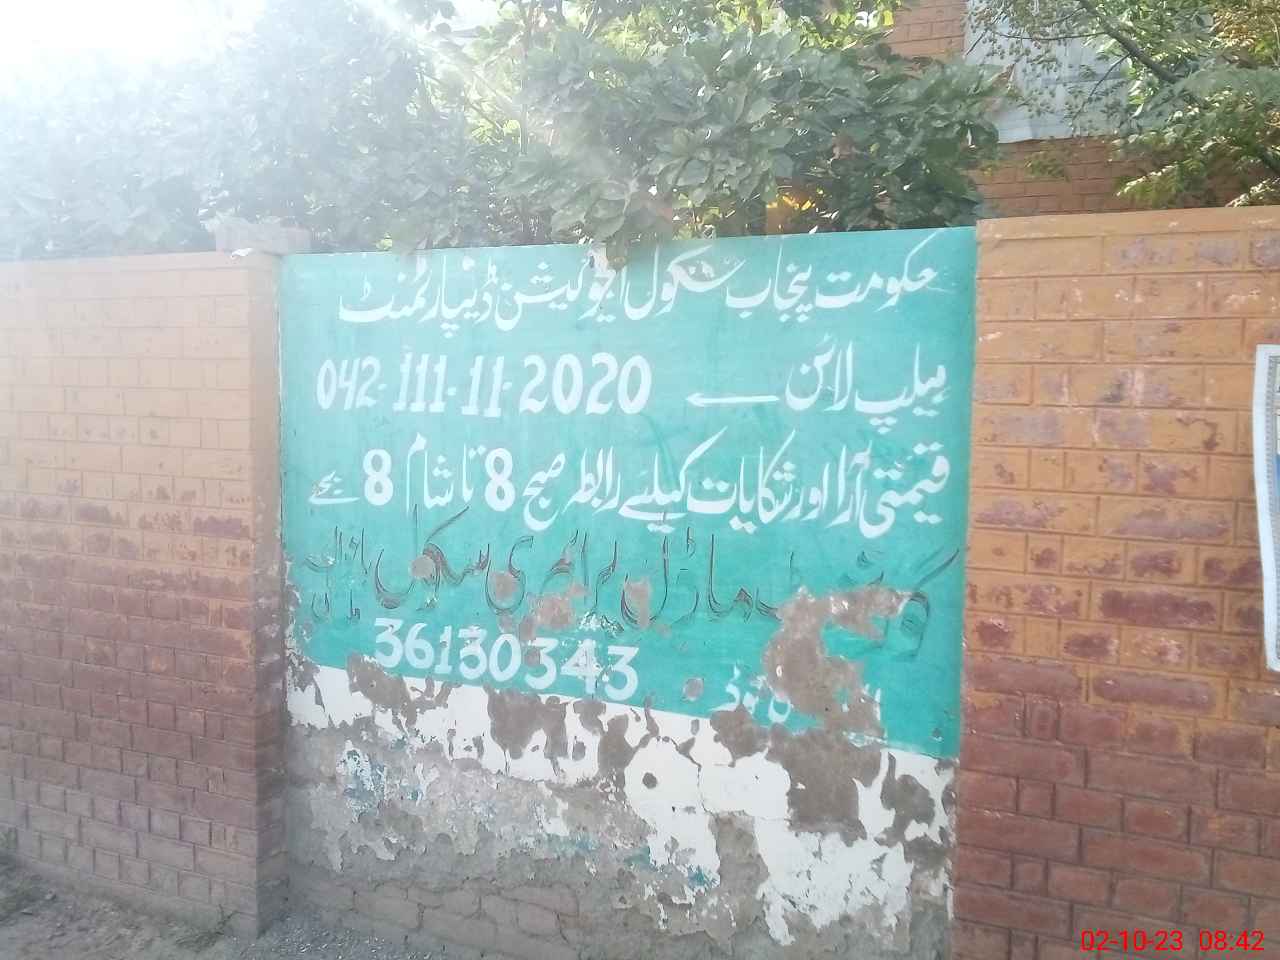 حکومت پنجاب سکول ایجوکیشن ڈیپارٹمنٹ
ہیلپ لائن ← 042-111-11-2020
قیمتی آرا اور شکایات کیلئے رابطہ صبح 8 تا شام 8 بجے
گورنمنٹ ماڈل پرائمری سکول
36130343
کوڈ
02-10-23 08:42